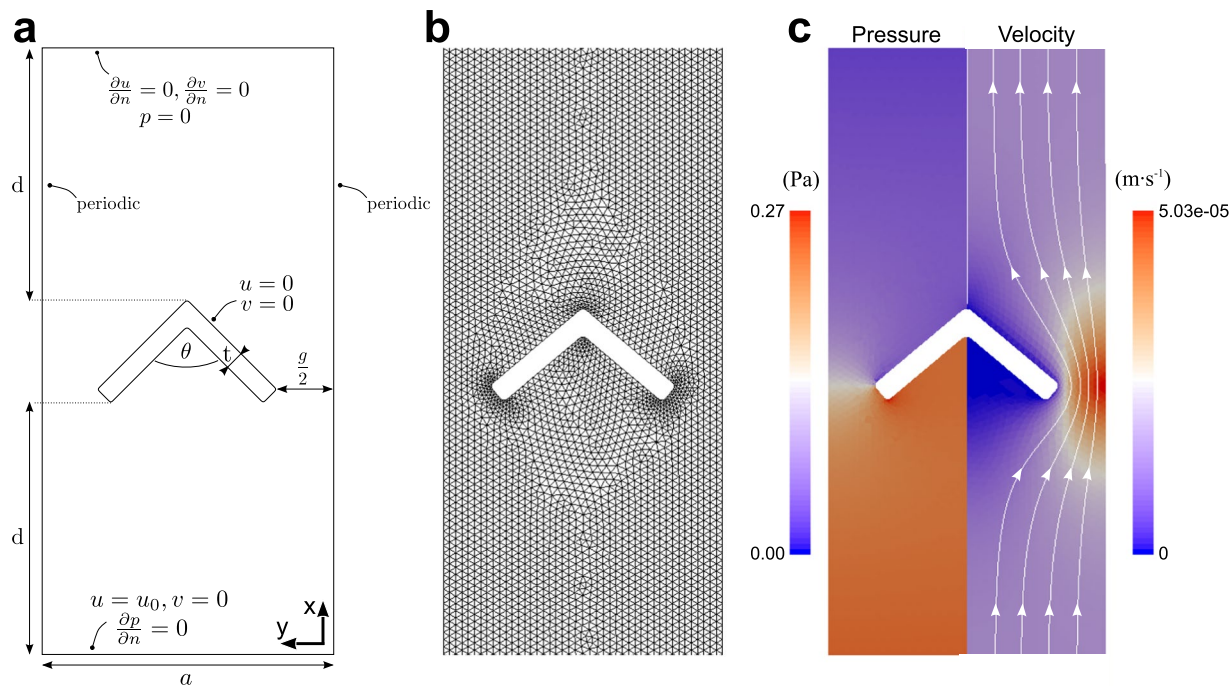 a
∂u/∂n = 0, ∂v/∂n = 0
p = 0
d
periodic
periodic
u = 0
v = 0
θ
t
g/2
d
u = u₀, v = 0
∂p/∂n = 0
x
y
a
b
c
Pressure
Velocity
(Pa)
0.27
0.00
(m·s⁻¹)
5.03e-05
0